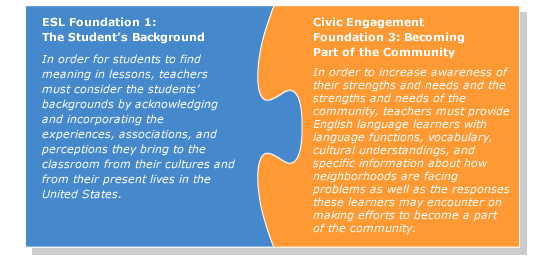 ESL Foundation 1:
The Student's Background
In order for students to find
meaning in lessons, teachers
must consider the students'
backgrounds by acknowledging
and incorporating the
experiences, associations, and
perceptions they bring to the
classroom from their cultures and
from their present lives in the
United States.
Civic Engagement
Foundation 3: Becoming
Part of the Community
In order to increase awareness of
their strengths and needs and the
strengths and needs of the
community, teachers must provide
English language learners with
language functions, vocabulary,
cultural understandings, and
specific information about how
neighborhoods are facing
problems as well as the responses
these learners may encounter on
making efforts to become a part
of the community.